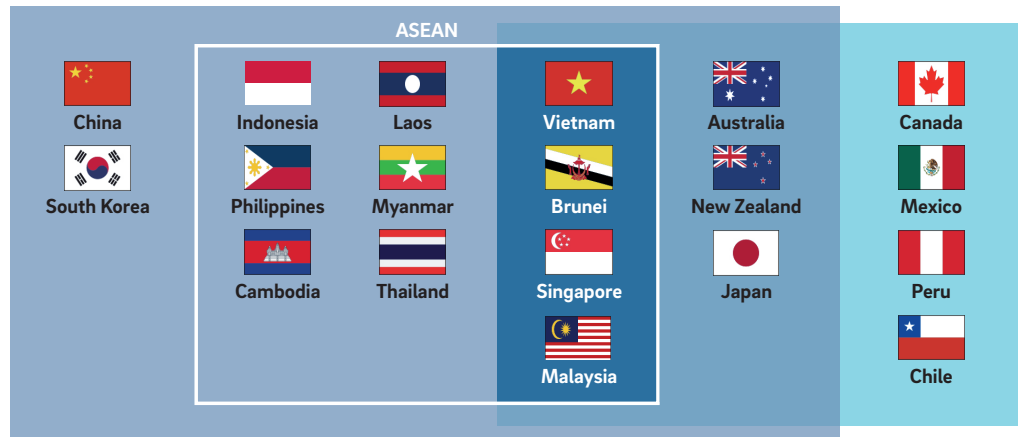 ASEAN
China
Indonesia
Laos
Vietnam
Australia
Canada
South Korea
Philippines
Myanmar
Brunei
New Zealand
Mexico
Cambodia
Thailand
Singapore
Japan
Peru
Malaysia
Chile